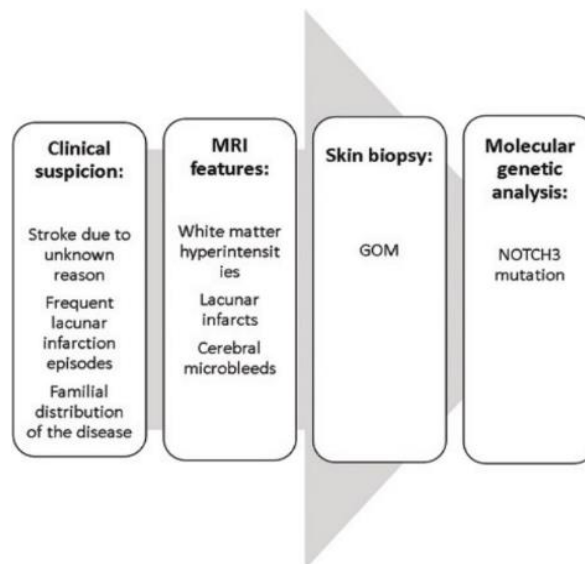 Clinical
suspicion:
Stroke due to
unknown
reason
Frequent
lacunar
infarction
episodes
Familial
distribution
of the disease
MRI
features:
White matter
hyperintensit
ies
Lacunar
infarcts
Cerebral
microbleeds
Skin biopsy:
GOM
Molecular
genetic
analysis:
NOTCH3
mutation